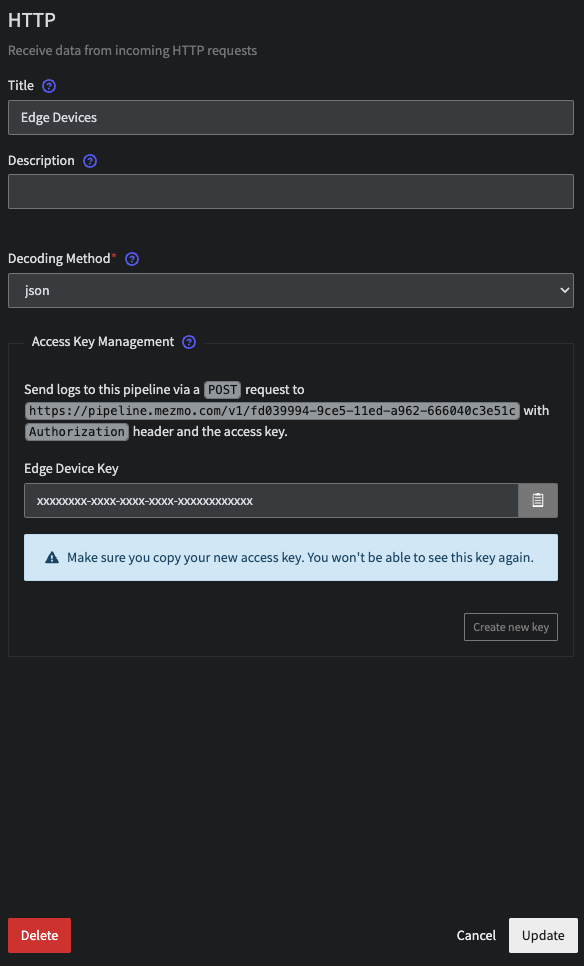 HTTP
Receive data from incoming HTTP requests
Title ?
Edge Devices
Description ?
Decoding Method* ?
json
Access Key Management ?
Send logs to this pipeline via a POST request to
https://pipeline.mezmo.com/v1/fd039994-9ce5-11ed-a962-666040c3e51c with
Authorization header and the access key.
Edge Device Key
xxxxxxxx-xxxx-xxxx-xxxx-xxxxxxxxxxxx
Make sure you copy your new access key. You won't be able to see this key again.
Create new key
Delete Cancel Update